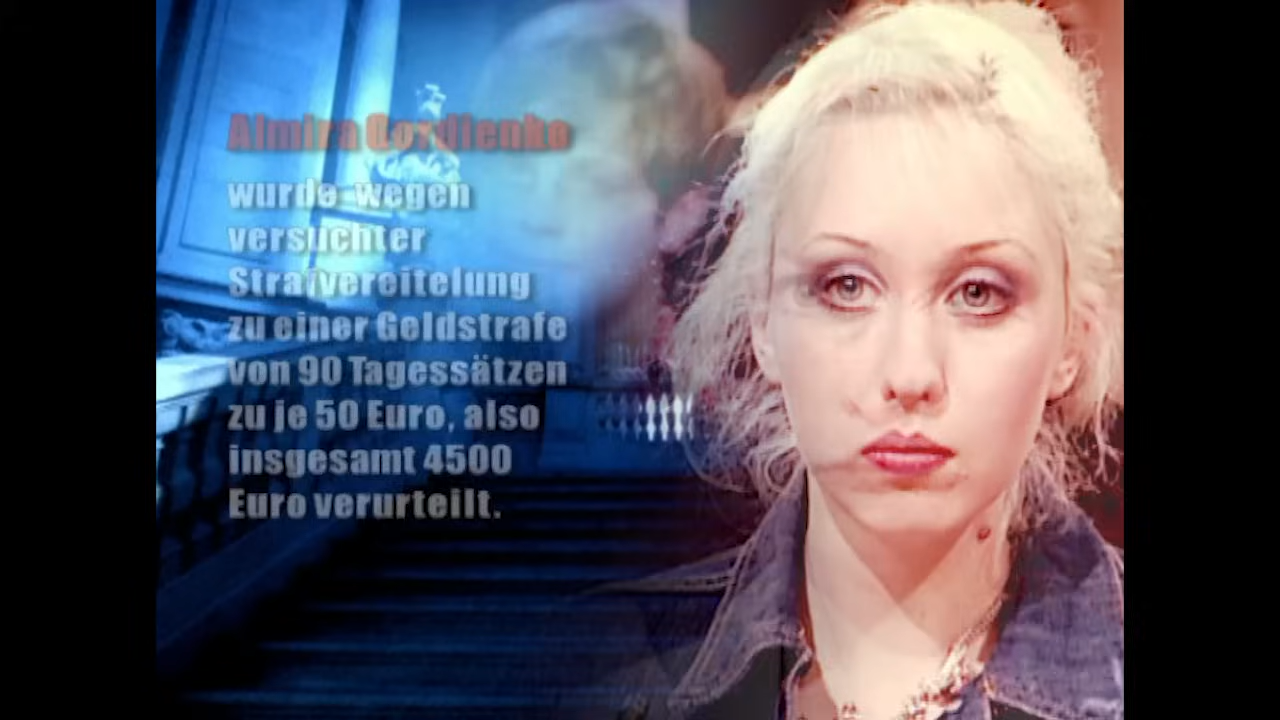 Almira Gordienko
wurde wegen
versuchter
Strafvereitelung
zu einer Geldstrafe
von 90 Tagessätzen
zu je 50 Euro, also
insgesamt 4500
Euro verurteilt.